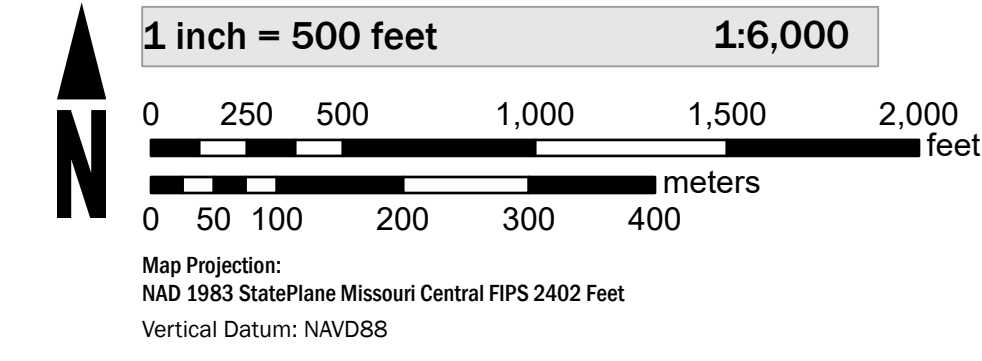 1 inch = 500 feet 1:6,000
0 250 500 1,000 1,500 2,000
feet
N
meters
0 50 100 200 300 400
Map Projection:
NAD 1983 StatePlane Missouri Central FIPS 2402 Feet
Vertical Datum: NAVD88